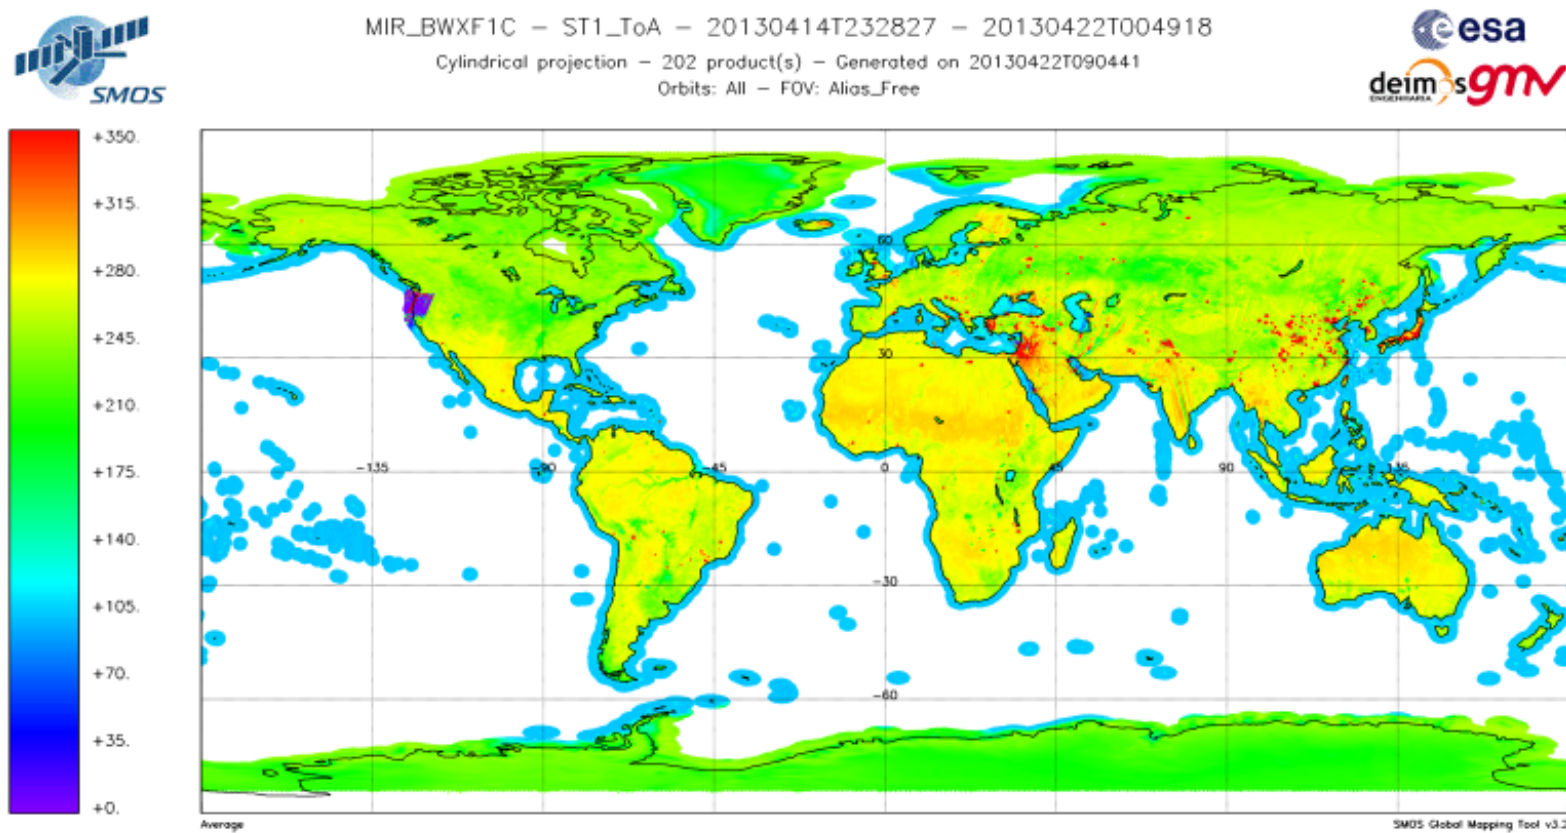 MIR_BWXF1C – ST1_ToA – 20130414T232827 – 20130422T004918
Cylindrical projection – 202 product(s) – Generated on 20130422T090441
Orbits: All – FOV: Alias_Free
SMOS
esa
deimos
ENGENHARIA
gmv
+350.
+315.
+280.
+245.
+210.
+175.
+140.
+105.
+70.
+35.
+0.
60
30
-135
-90
-45
0
45
90
135
-30
-60
Average
SMOS Global Mapping Tool